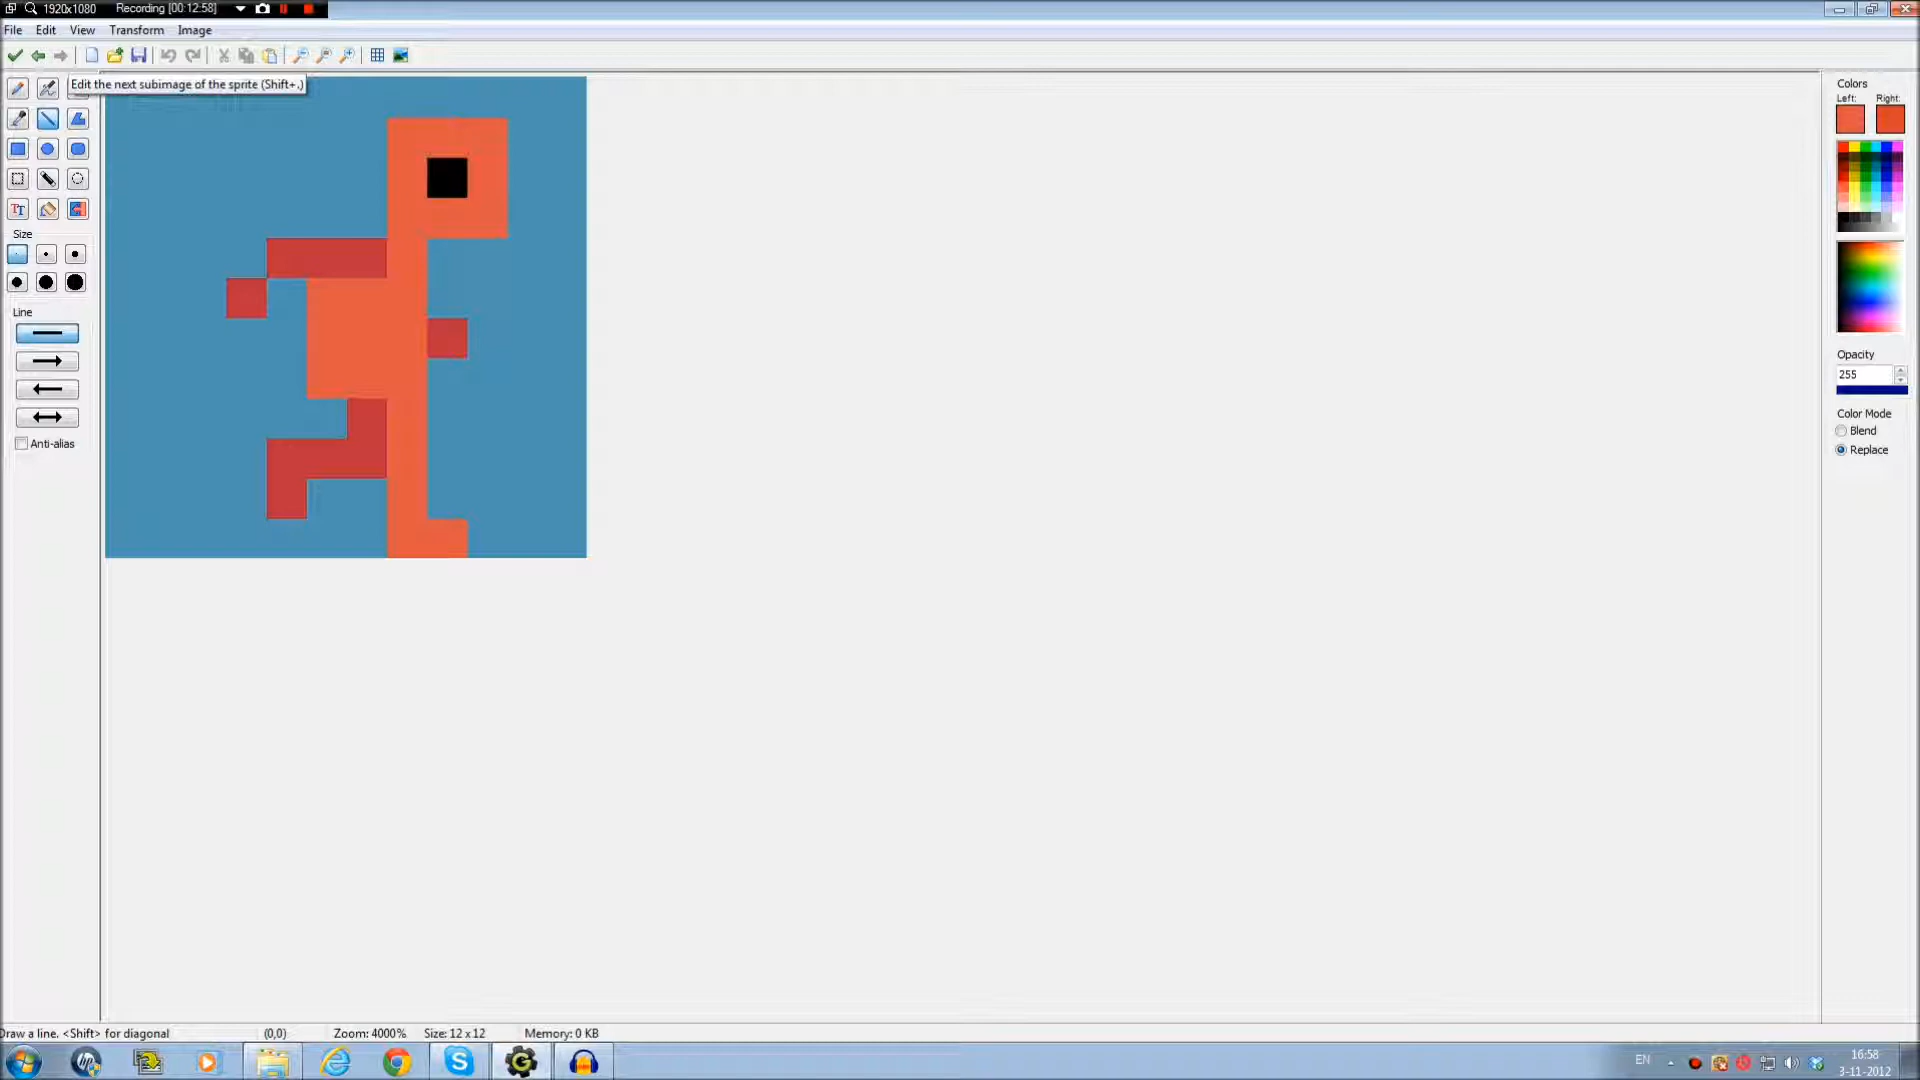 1920x1080 Recording [00:12:58]
File Edit View Transform Image
Edit the next subimage of the sprite (Shift+.)
Colors
Left: Right:
TT
Size
Line
Opacity
255
Color Mode
Anti-alias
Blend
Replace
Draw a line. <Shift> for diagonal (0,0) Zoom: 4000% Size: 12 x 12 Memory: 0 KB
EN
16:58
3-11-2012